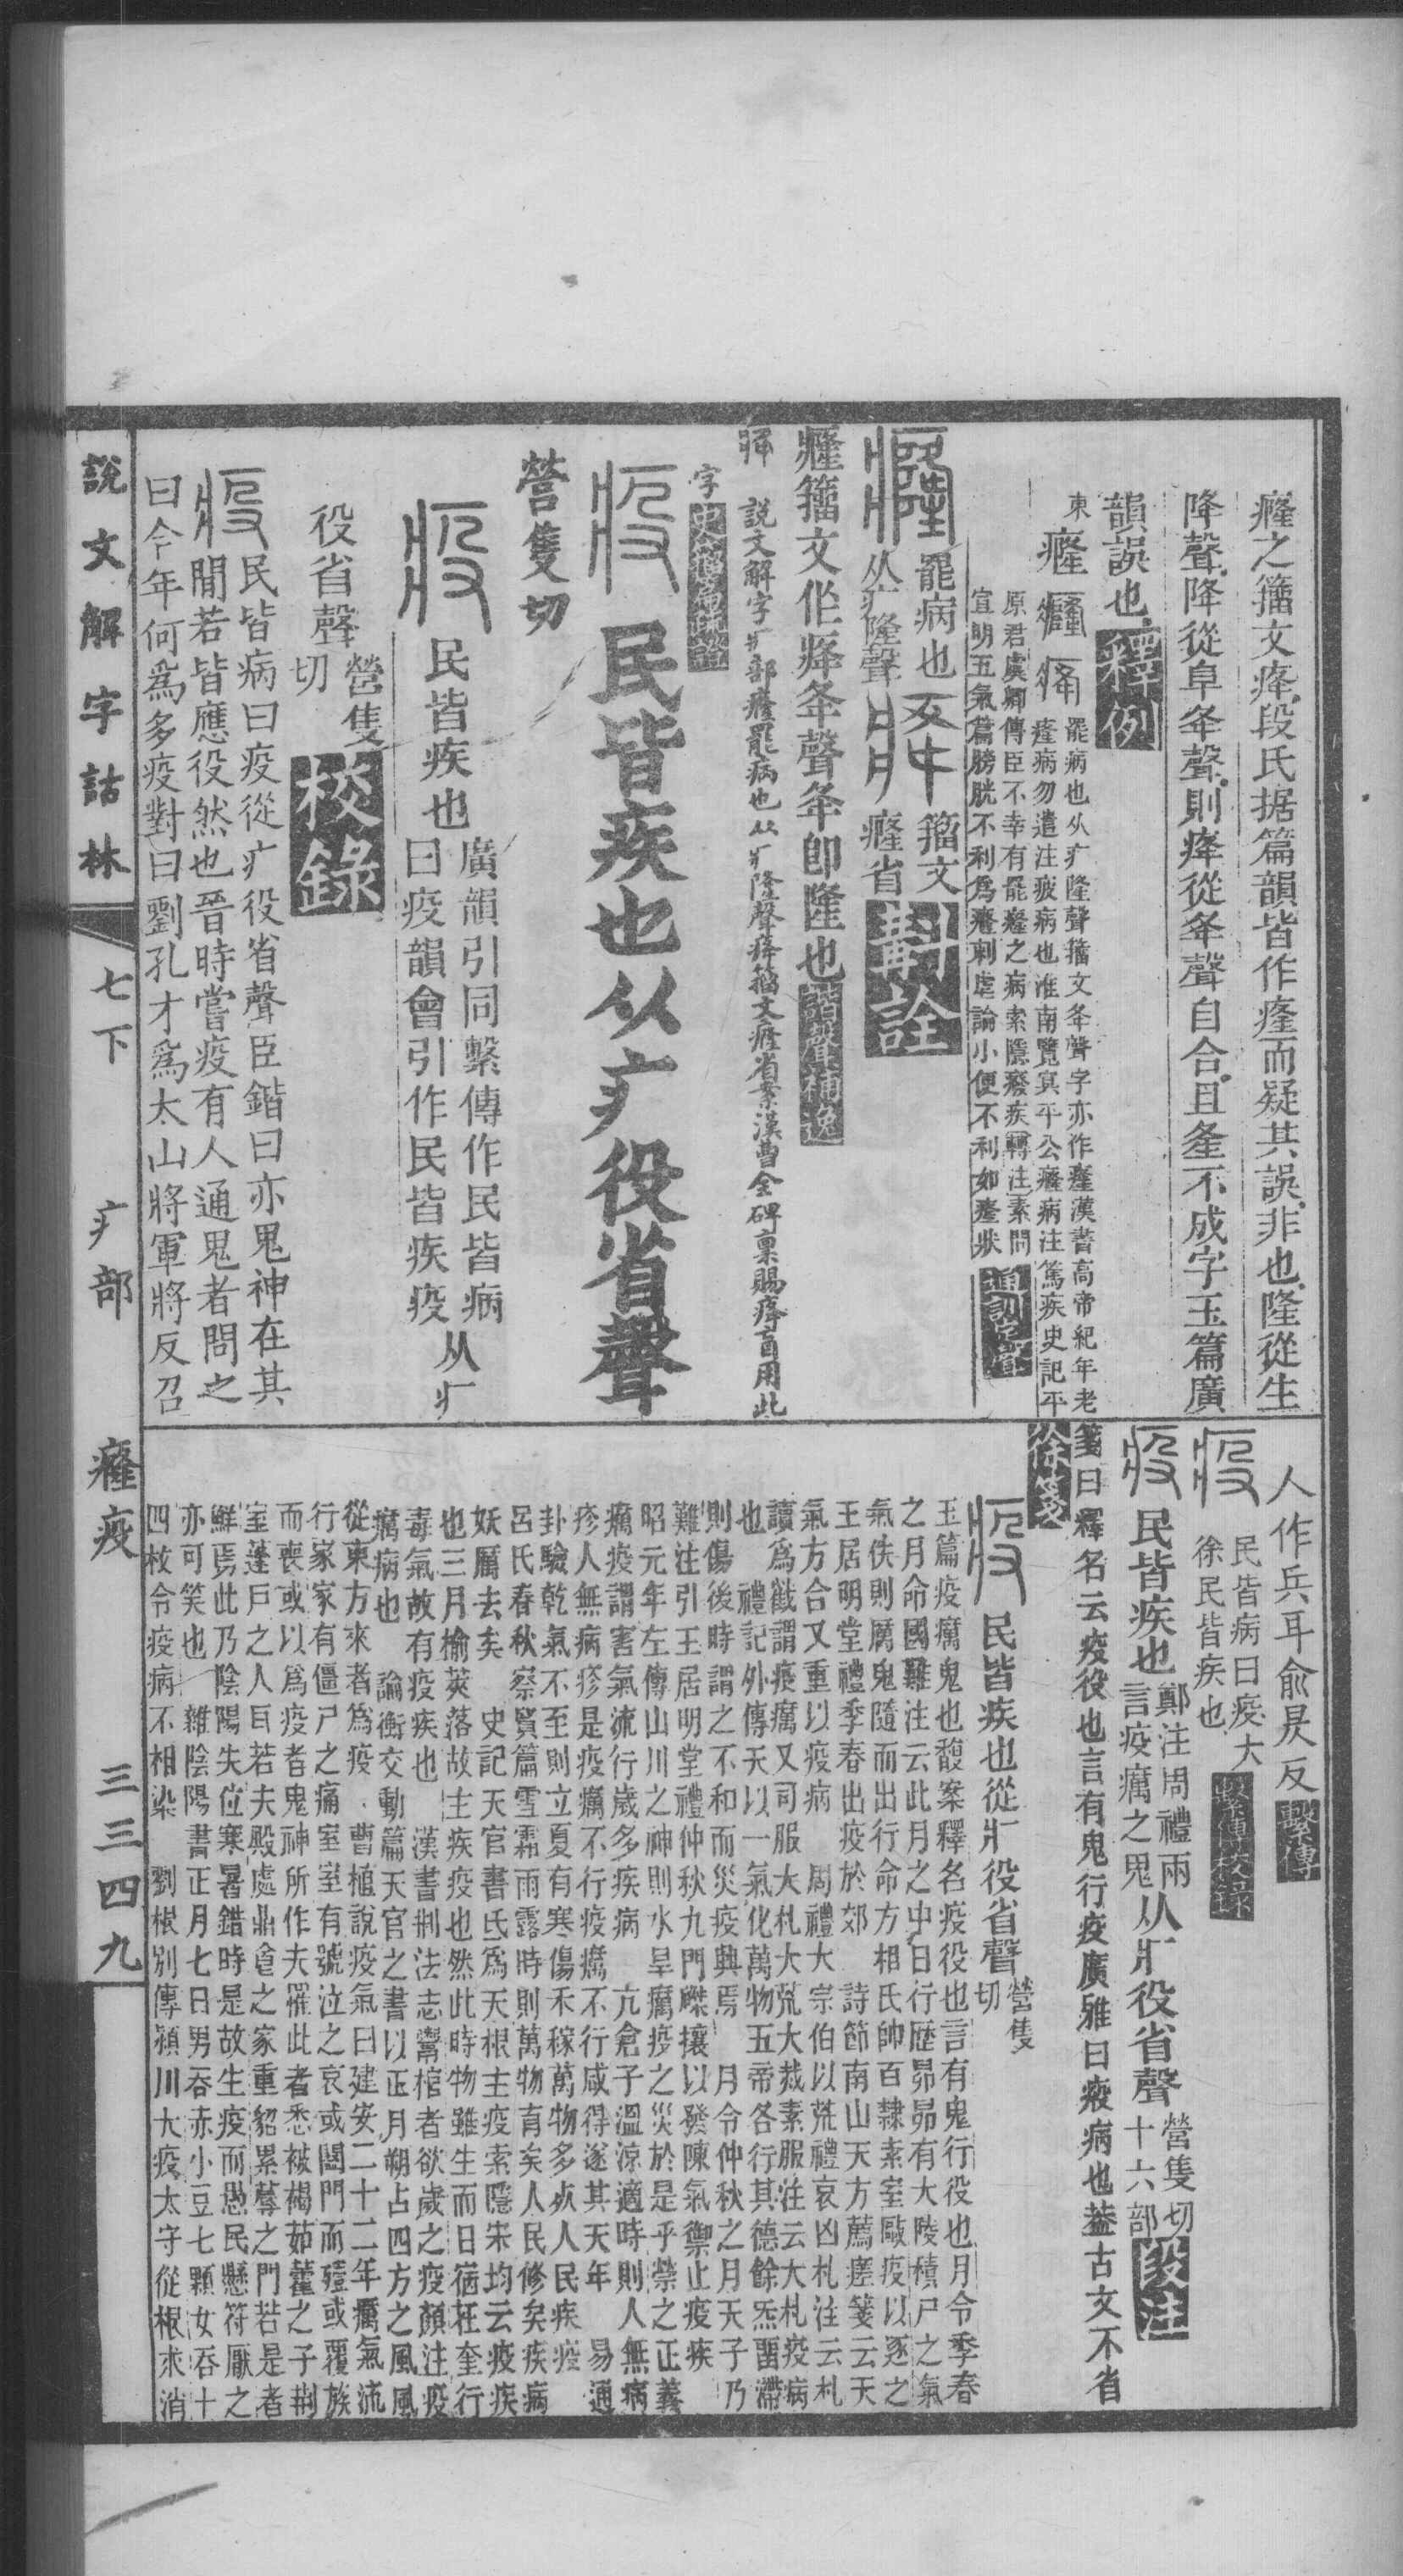 癃之籀文㾐段氏据篇韻皆作𤸇而疑其誤非也隆從生
降聲降從阜夅聲則㾐從夅聲自合且𡴂不成字玉篇廣
韻誤也釋例
東癃
罷病也从疒隆聲籀文夅聲字亦作𤸇漢書高帝紀年老
𤸇病勿遣注疲病也淮南覽冥平公癃病注篤疾史記平
原君虞卿傳臣不幸有罷癃之病索隱癈疾轉注素問
宣明五氣篇膀胱不利爲癃刺瘧論小便不利如癃狀
通訓定聲
罷病也
从疒隆聲
籀文
癃省
斠詮
癃籀文作㾐夅聲夅卽隆也諧聲補逸
說文解字疒部癃罷病也从疒隆聲㾐籀文癃省案漢曹全碑稟賜㾐盲用此
字
民皆疾也从疒役省聲
營隻切
民皆疾也
廣韻引同繫傳作民皆病
曰疫韻會引作民皆疾疫
从疒
役省聲
營隻
切
校錄
民皆病曰疫從疒役省聲臣鍇曰亦鬼神在其
間若皆應役然也晉時嘗疫有人通鬼者問之
曰今年何爲多疫對曰劉孔才爲太山將軍將反召
人作兵耳俞昃反繫傳
民皆病曰疫大
徐民皆疾也
繫傳校錄
民皆疾也
鄭注周禮兩
言疫癘之鬼
从疒役省聲
營隻切
十六部
段注
箋曰釋名云疫役也言有鬼行疫廣雅曰疫病也葢古文不省
徐箋
民皆疾也從疒役省聲
營隻
切
玉篇疫癘鬼也馥案釋名疫役也言有鬼行役也月令季春
之月命國難注云此月之中日行歷昴昴有大陵積尸之氣
氣佚則厲鬼隨而出行命方相氏帥百隸索室敺疫以逐之
王居明堂禮季春出疫於郊 詩節南山天方薦瘥箋云天
氣方合又重以疫病 周禮大宗伯以荒禮哀凶札注云札
讀爲截謂疫癘又司服大札大荒大烖素服注云大札疫病
也 禮記外傳天以一氣化萬物五帝各行其德餘炁畱滯
則傷後時謂之不和而災疫興焉 月令仲秋之月天子乃
難注引王居明堂禮仲秋九門磔攘以發陳氣禦止疫疾
昭元年左傳山川之神則水旱癘疫之災於是乎禜之正義
癘疫謂害氣流行歲多疾病 亢倉子溫涼適時則人無病
疹人無病疹是疫癘不行疫癘不行咸得遂其天年 易通
卦驗乾氣不至則立夏有寒傷禾稼萬物多夭人民疾疫
呂氏春秋察賢篇雪霜雨露時則萬物育矣人民修矣疾病
妖厲去矣 史記天官書氐爲天根主疫索隱宋均云疫疾
也三月榆莢落故主疾疫也然此時物雖生而日宿在奎行
毒氣故有疫疾也 漢書刑法志鬻棺者欲歲之疫顏注疫
癘病也 論衡交動篇天官之書以正月朔占四方之風風
從東方來者爲疫 曹植說疫氣曰建安二十二年癘氣流
行家家有僵尸之痛室室有號泣之哀或闔門而殪或覆族
而喪或以爲疫者鬼神所作夫罹此者悉被褐茹藿之子荆
室蓬戶之人耳若夫殿處鼎食之家重貂累蓐之門若是者
鮮焉此乃陰陽失位寒暑錯時是故生疫而愚民懸符厭之
亦可笑也 雜陰陽書正月七日男吞赤小豆七顆女吞十
四枚令疫病不相染 劉根別傳潁川大疫太守從根求消
說文解字詁林
七下
疒部
癃疫
三三四九